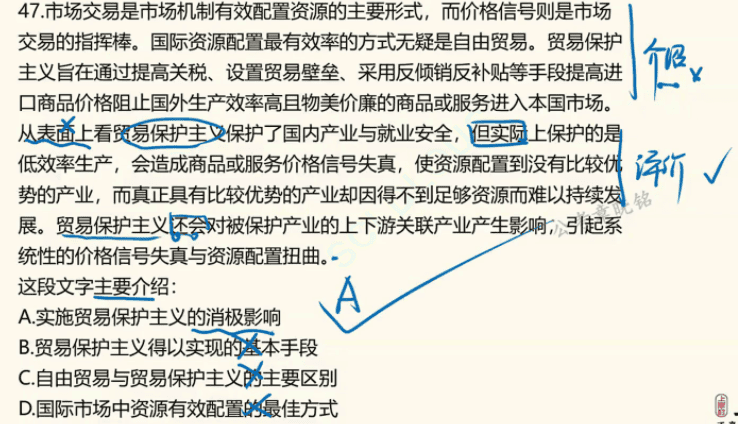 47.市场交易是市场机制有效配置资源的主要形式，而价格信号则是市场
交易的指挥棒。国际资源配置最有效率的方式无疑是自由贸易。贸易保护
主义旨在通过提高关税、设置贸易壁垒、采用反倾销反补贴等手段提高进
口商品价格阻止国外生产效率高且物美价廉的商品或服务进入本国市场。
介绍
从表面上看贸易保护主义保护了国内产业与就业安全，但实际上保护的是
低效率生产，会造成商品或服务价格信号失真，使资源配置到没有比较优
势的产业，而真正具有比较优势的产业却因得不到足够资源而难以持续发
展。贸易保护主义还会对被保护产业的上下游关联产业产生影响，引起系
统性的价格信号失真与资源配置扭曲。
评价
公考章晓铭
这段文字主要介绍：
A
A.实施贸易保护主义的消极影响
B.贸易保护主义得以实现的基本手段
C.自由贸易与贸易保护主义的主要区别
D.国际市场中资源有效配置的最佳方式